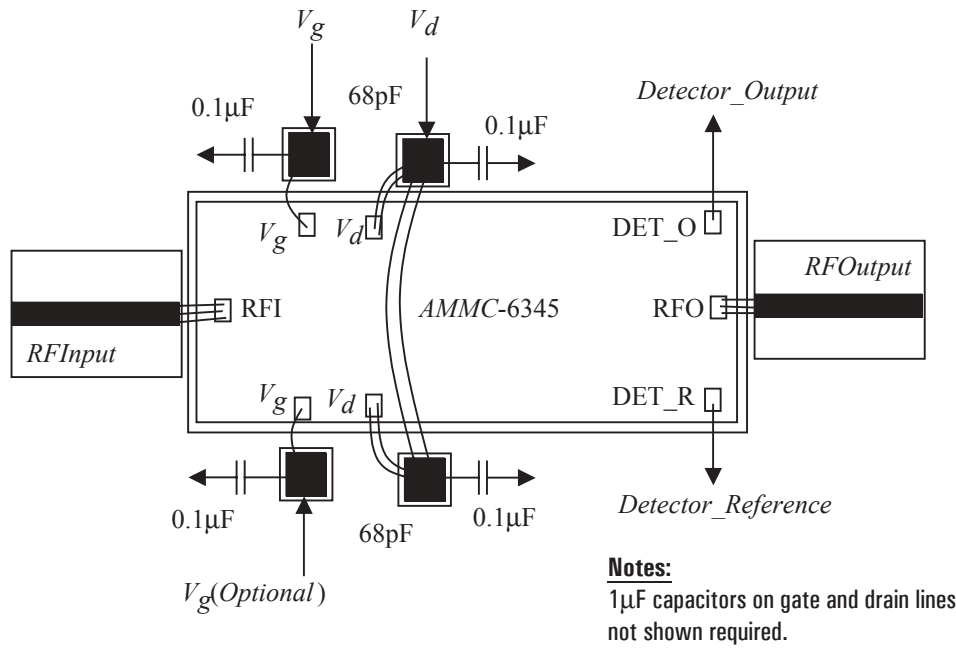 Vg
Vd
0.1μF
68pF
0.1μF
Detector_Output
Vg
Vd
DET_O
RFInput
RFI
AMMC-6345
RFO
RFOutput
Vg
Vd
DET_R
0.1μF
68pF
0.1μF
Detector_Reference
Vg(Optional)
Notes:
1μF capacitors on gate and drain lines
not shown required.